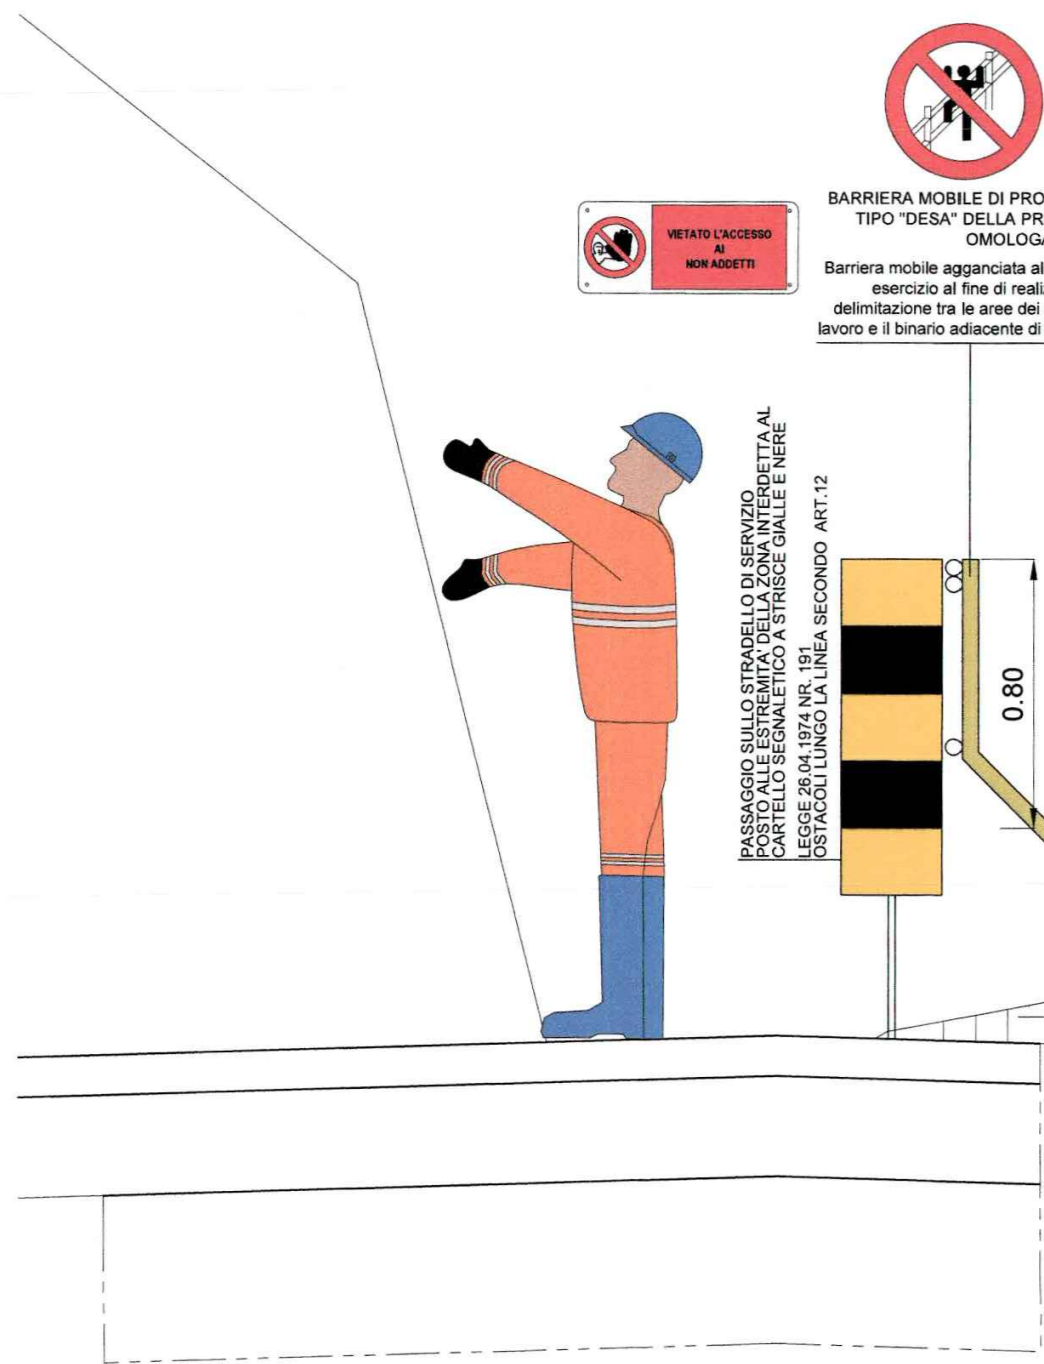 VIETATO L'ACCESSO
AI
NON ADDETTI
BARRIERA MOBILE DI PRO
TIPO "DESA" DELLA PR
OMOLOGA
Barriera mobile agganciata al
esercizio al fine di reali
delimitazione tra le aree dei
lavoro e il binario adiacente di
PASSAGGIO SULLO STRADELLO DI SERVIZIO
POSTO ALLE ESTREMITA' DELLA ZONA INTERDETTA AL
CARTELLO SEGNALETICO A STRISCE GIALLE E NERE
LEGGE 26.04.1974 NR. 191
OSTACOLI LUNGO LA LINEA SECONDO ART.12
0.80